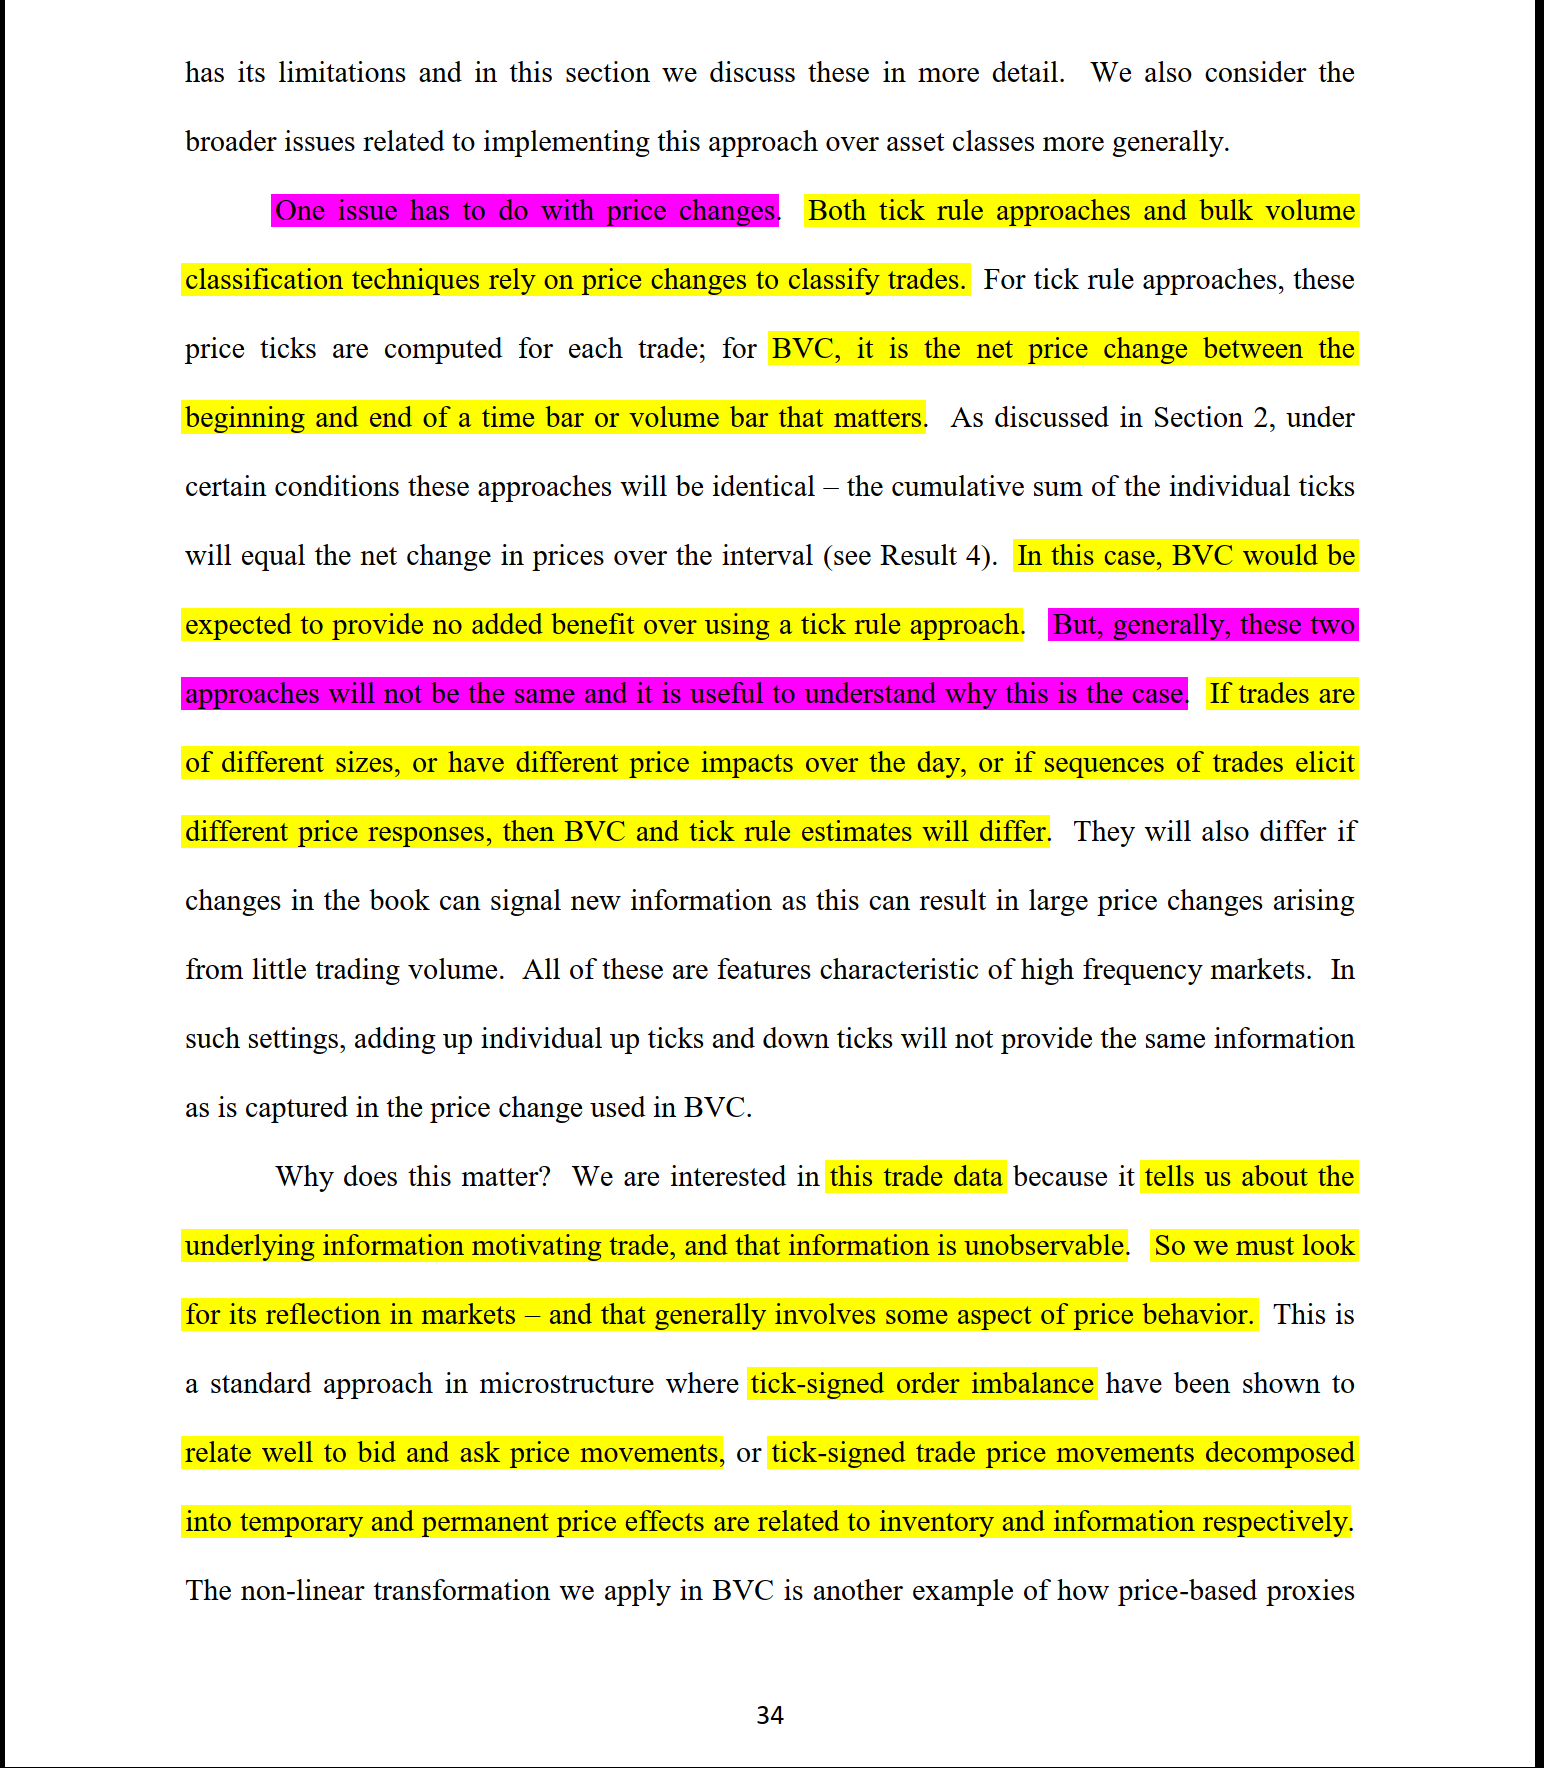 has its limitations and in this section we discuss these in more detail. We also consider the
broader issues related to implementing this approach over asset classes more generally.
One issue has to do with price changes. Both tick rule approaches and bulk volume
classification techniques rely on price changes to classify trades. For tick rule approaches, these
price ticks are computed for each trade; for BVC, it is the net price change between the
beginning and end of a time bar or volume bar that matters. As discussed in Section 2, under
certain conditions these approaches will be identical – the cumulative sum of the individual ticks
will equal the net change in prices over the interval (see Result 4). In this case, BVC would be
expected to provide no added benefit over using a tick rule approach. But, generally, these two
approaches will not be the same and it is useful to understand why this is the case. If trades are
of different sizes, or have different price impacts over the day, or if sequences of trades elicit
different price responses, then BVC and tick rule estimates will differ. They will also differ if
changes in the book can signal new information as this can result in large price changes arising
from little trading volume. All of these are features characteristic of high frequency markets. In
such settings, adding up individual up ticks and down ticks will not provide the same information
as is captured in the price change used in BVC.
Why does this matter? We are interested in this trade data because it tells us about the
underlying information motivating trade, and that information is unobservable. So we must look
for its reflection in markets – and that generally involves some aspect of price behavior. This is
a standard approach in microstructure where tick-signed order imbalance have been shown to
relate well to bid and ask price movements, or tick-signed trade price movements decomposed
into temporary and permanent price effects are related to inventory and information respectively.
The non-linear transformation we apply in BVC is another example of how price-based proxies
34